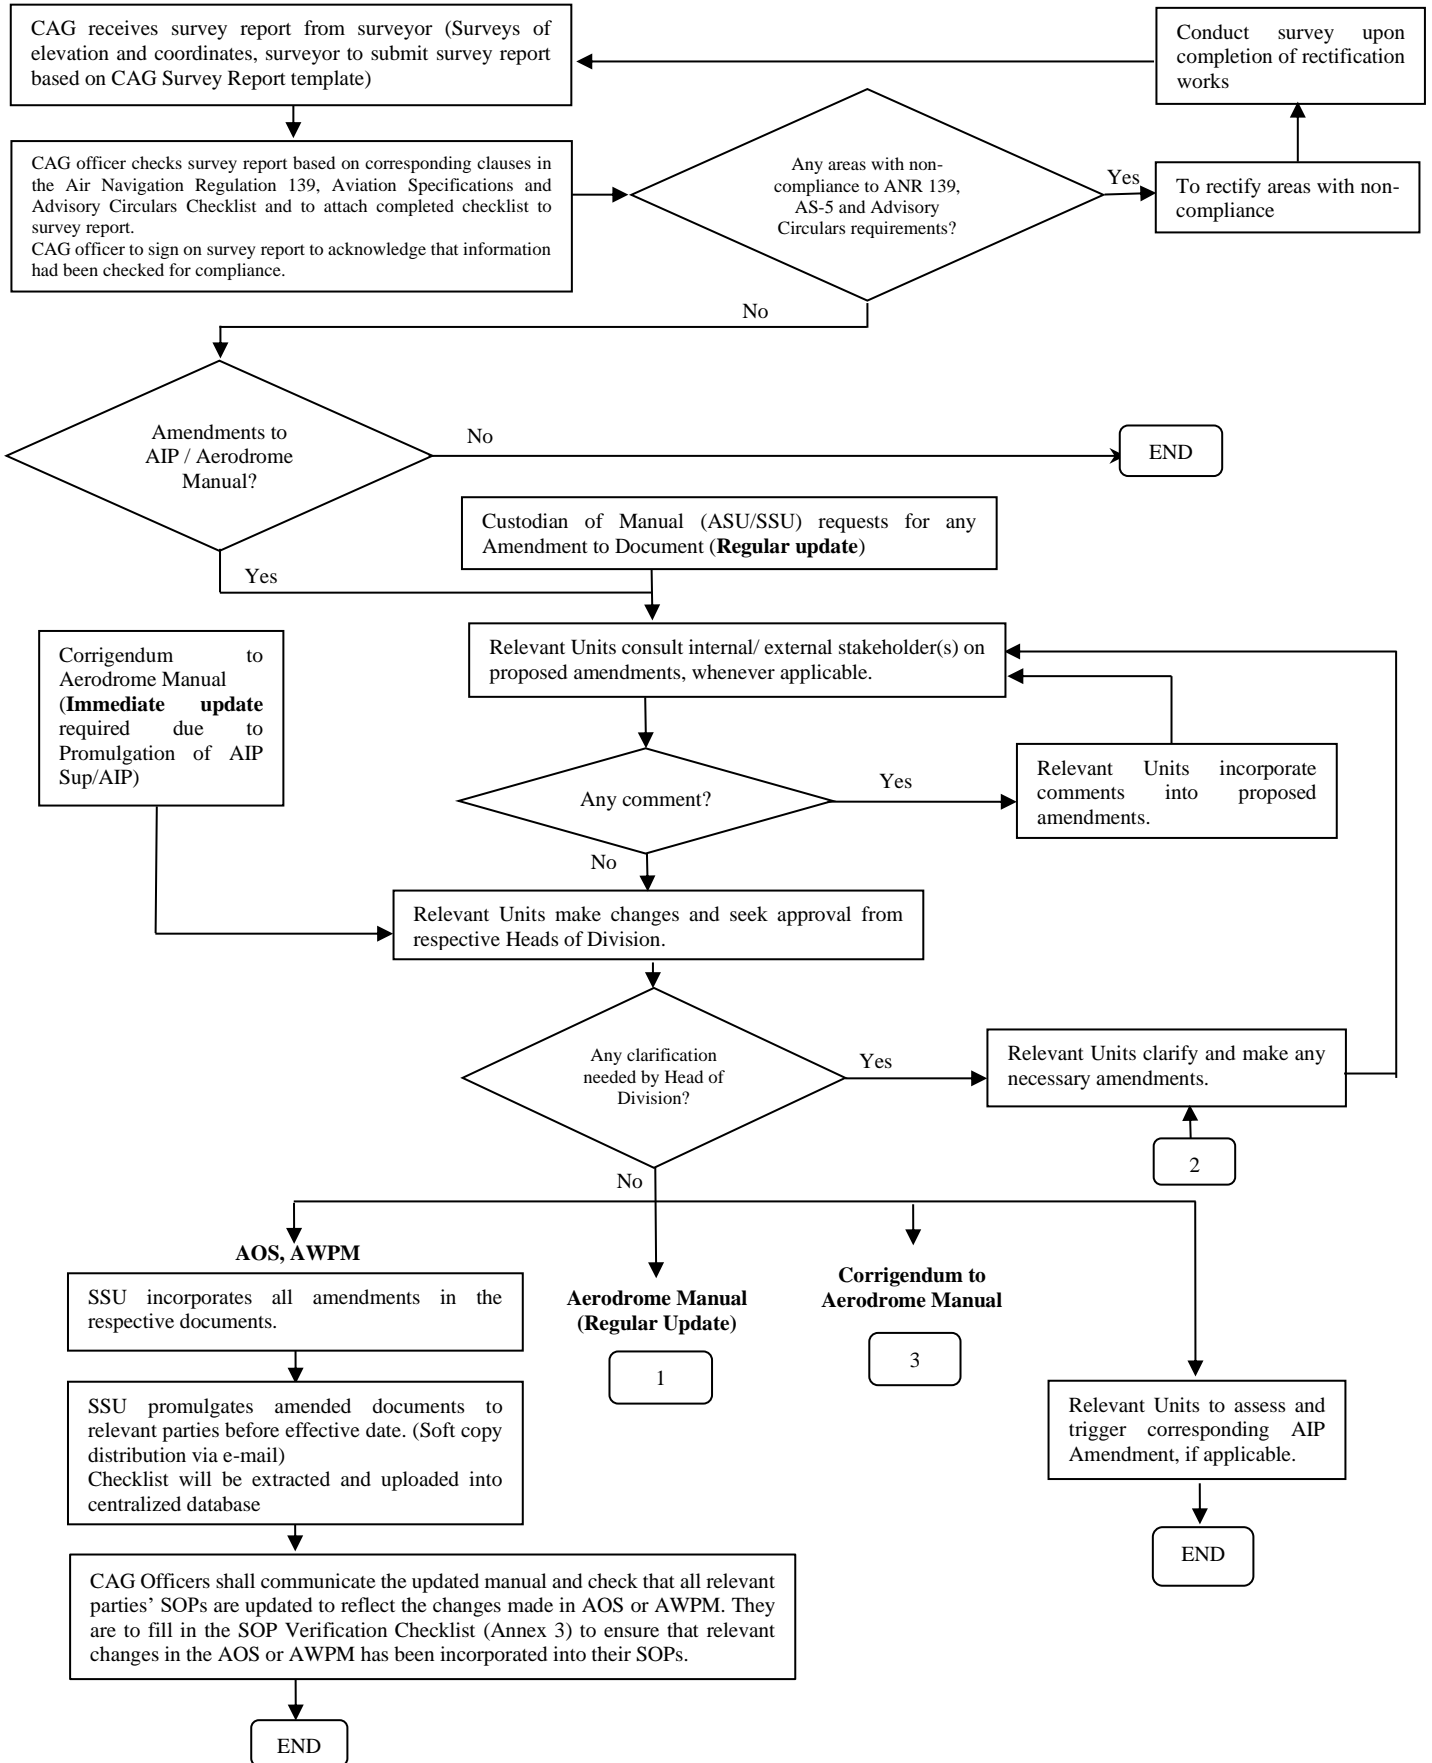 CAG receives survey report from surveyor (Surveys of
elevation and coordinates, surveyor to submit survey report
based on CAG Survey Report template)
Conduct survey upon
completion of rectification
works
CAG officer checks survey report based on corresponding clauses in
the Air Navigation Regulation 139, Aviation Specifications and
Advisory Circulars Checklist and to attach completed checklist to
survey report.
CAG officer to sign on survey report to acknowledge that information
had been checked for compliance.
Any areas with non-
compliance to ANR 139,
AS-5 and Advisory
Circulars requirements?
Yes
To rectify areas with non-
compliance
No
Amendments to
AIP / Aerodrome
Manual?
No
END
Custodian of Manual (ASU/SSU) requests for any
Amendment to Document (Regular update)
Yes
Relevant Units consult internal/ external stakeholder(s) on
proposed amendments, whenever applicable.
Corrigendum to
Aerodrome Manual
(Immediate update
required due to
Promulgation of AIP
Sup/AIP)
Any comment?
Yes
Relevant Units incorporate
comments into proposed
amendments.
No
Relevant Units make changes and seek approval from
respective Heads of Division.
Any clarification
needed by Head of
Division?
Yes
Relevant Units clarify and make any
necessary amendments.
2
No
AOS, AWPM
SSU incorporates all amendments in the
respective documents.
Aerodrome Manual
(Regular Update)
1
Corrigendum to
Aerodrome Manual
3
SSU promulgates amended documents to
relevant parties before effective date. (Soft copy
distribution via e-mail)
Checklist will be extracted and uploaded into
centralized database
Relevant Units to assess and
trigger corresponding AIP
Amendment, if applicable.
END
CAG Officers shall communicate the updated manual and check that all relevant
parties’ SOPs are updated to reflect the changes made in AOS or AWPM. They
are to fill in the SOP Verification Checklist (Annex 3) to ensure that relevant
changes in the AOS or AWPM has been incorporated into their SOPs.
END